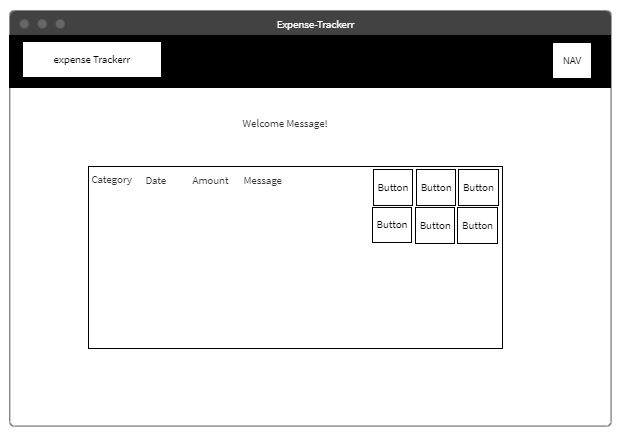 Expense-Trackerr
expense Trackerr
NAV
Welcome Message!
Category Date Amount Message Button Button Button
Button Button Button